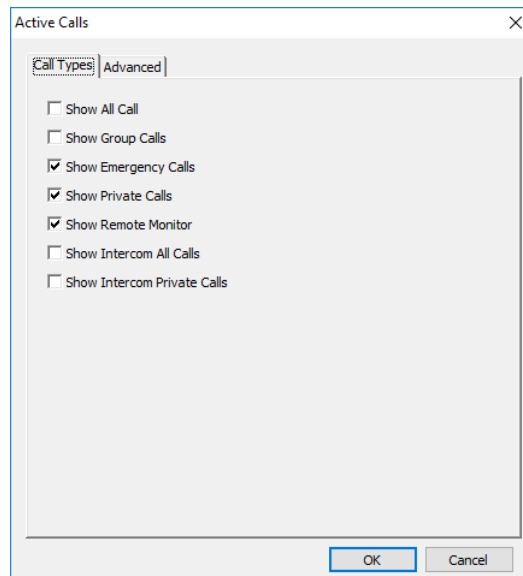 Active Calls
Call Types Advanced
Show All Call
Show Group Calls
Show Emergency Calls
Show Private Calls
Show Remote Monitor
Show Intercom All Calls
Show Intercom Private Calls
OK Cancel